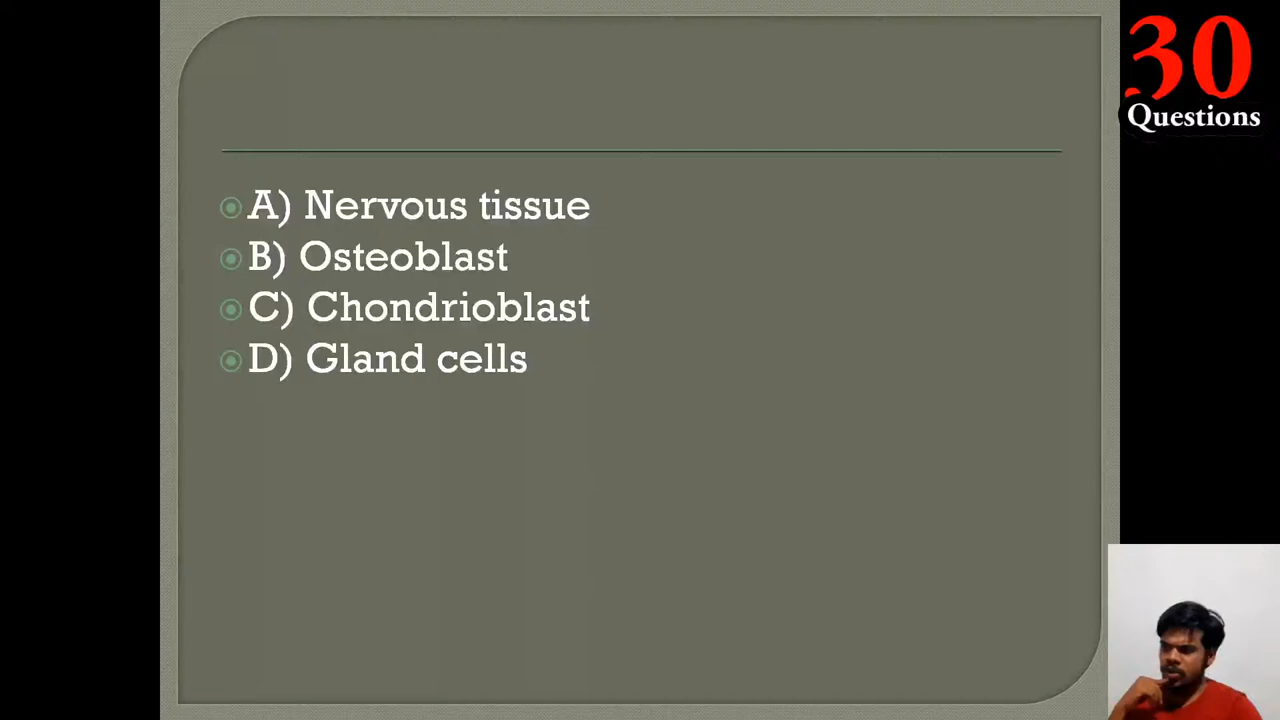 30
Questions
A) Nervous tissue
B) Osteoblast
C) Chondrioblast
D) Gland cells